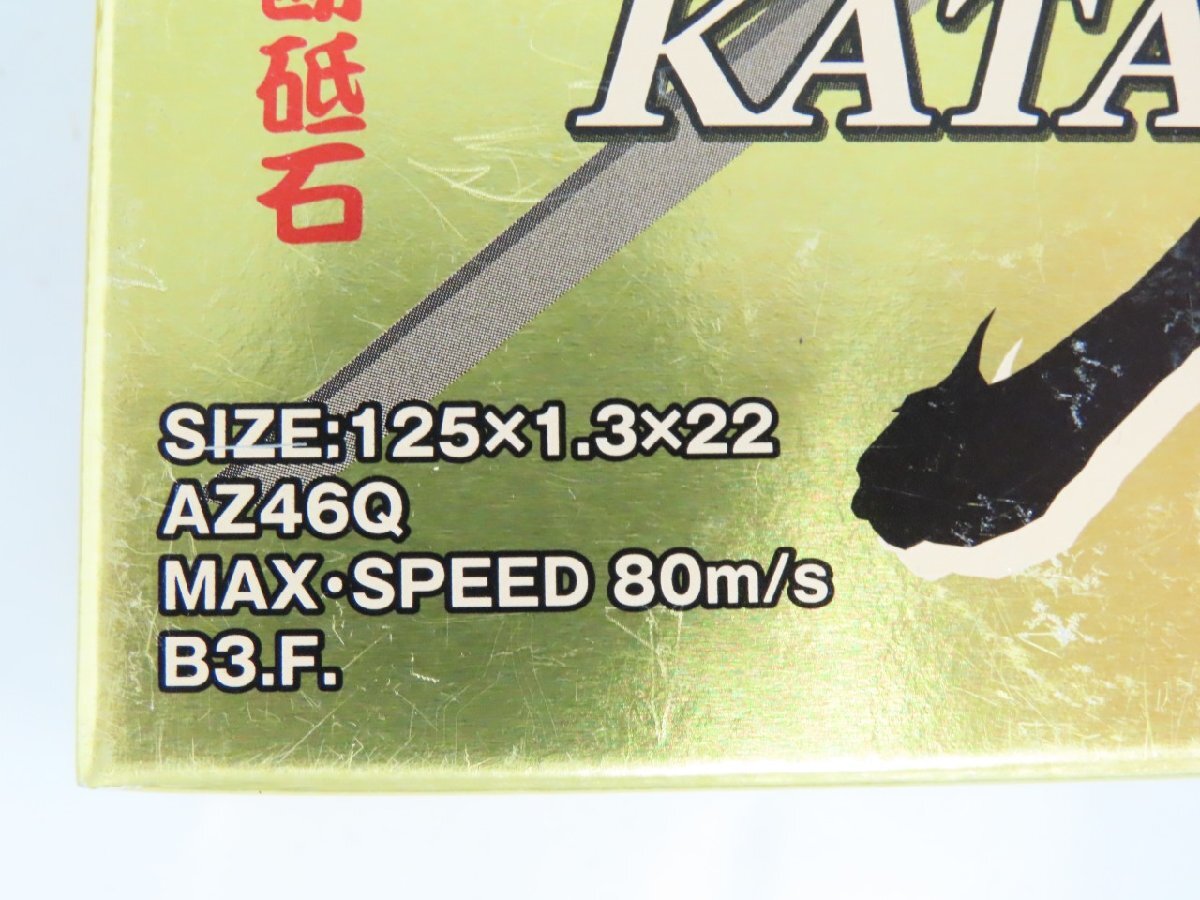 砥石
KATA
SIZE:125×1.3×22
AZ46Q
MAX・SPEED 80m/s
B3.F.